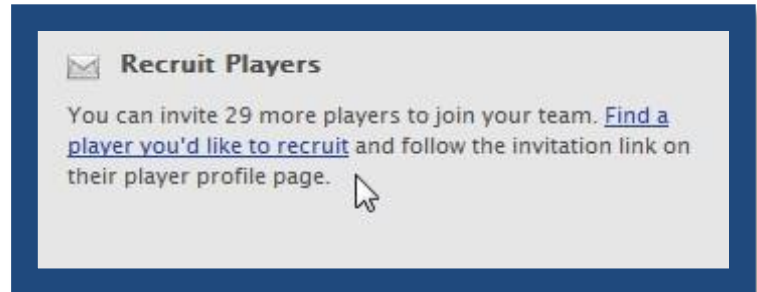 Recruit Players
You can invite 29 more players to join your team. Find a
player you'd like to recruit and follow the invitation link on
their player profile page.